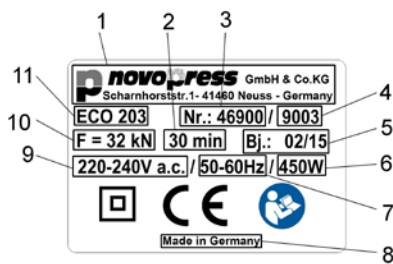 1 2 3
novopress GmbH & Co.KG
Scharnhorststr.1- 41460 Neuss - Germany
11 ECO 203 Nr.: 46900 / 9003 4
10 F = 32 kN 30 min Bj.: 02/15 5
9 220-240V a.c. / 50-60Hz / 450W 6
CE 7
Made in Germany 8